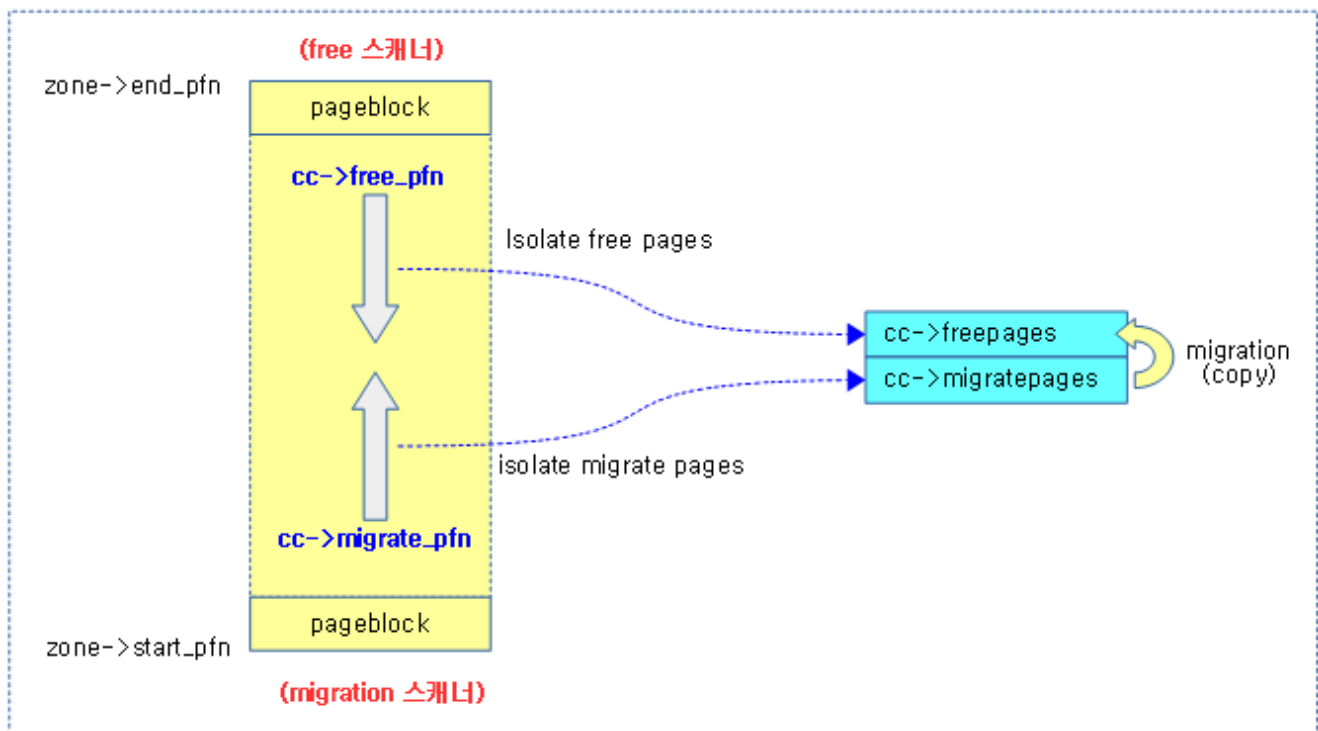 (free 스캐너)
zone->end_pfn
pageblock
cc->free_pfn
Isolate free pages
cc->freepages
cc->migratepages
migration
(copy)
isolate migrate pages
cc->migrate_pfn
pageblock
zone->start_pfn
(migration 스캐너)